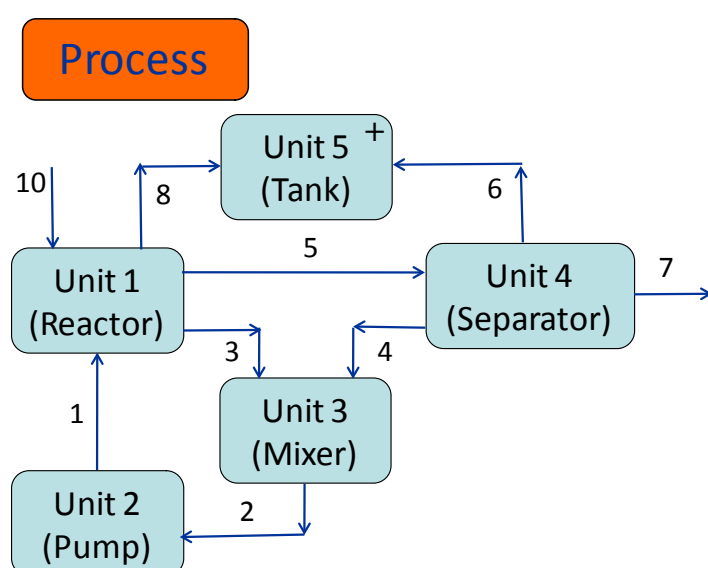 Process
Unit 5 +
(Tank)
10
8
6
5
Unit 1
(Reactor)
Unit 4
(Separator)
7
3
4
1
Unit 3
(Mixer)
2
Unit 2
(Pump)